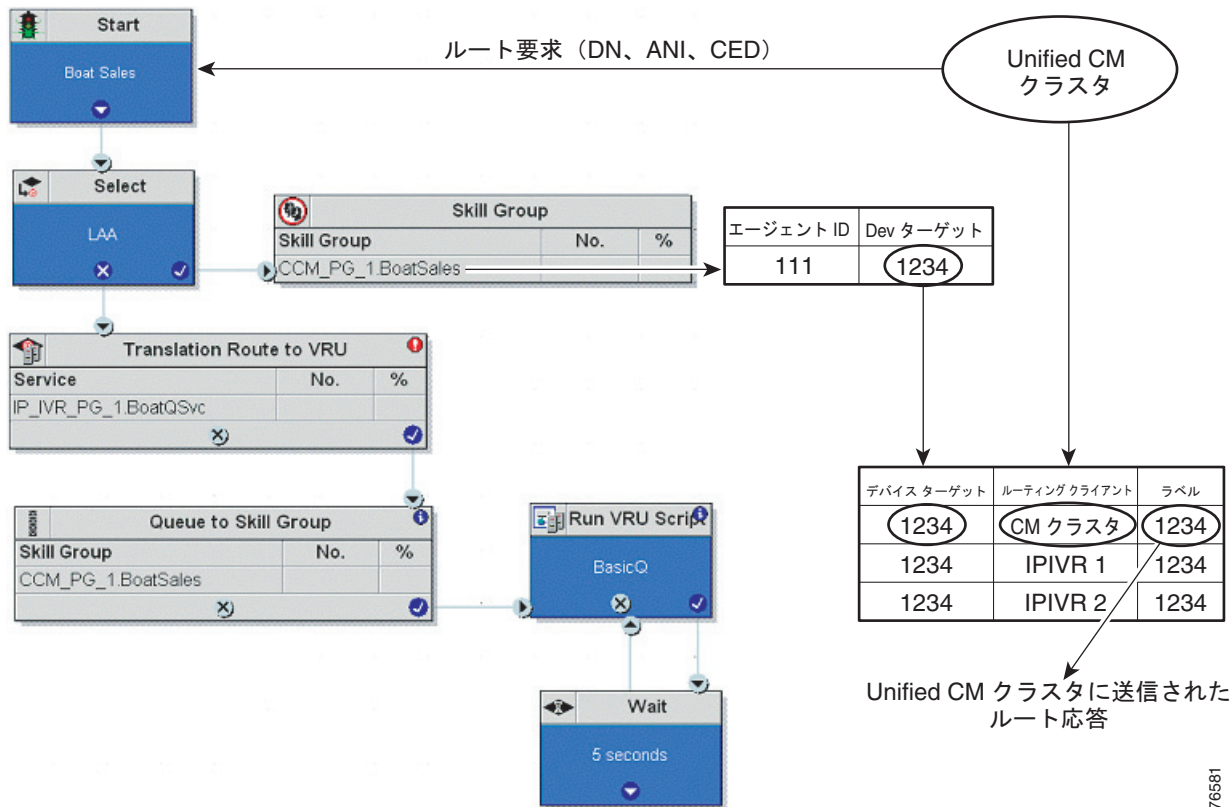 Start
Boat Sales
ルート要求（DN、ANI、CED）
Unified CM
クラスタ
Select
LAA
Skill Group
Skill Group No. %
CCM_PG_1.BoatSales
エージェント ID Dev ターゲット
111 1234
Translation Route to VRU
Service No. %
IP_IVR_PG_1.BoatQSvc
Queue to Skill Group
Skill Group No. %
CCM_PG_1.BoatSales
Run VRU Script
BasicQ
Wait
5 seconds
デバイス ターゲット ルーティング クライアント ラベル
1234 CM クラスタ 1234
1234 IPIVR 1 1234
1234 IPIVR 2 1234
Unified CM クラスタに送信された
ルート応答
76581